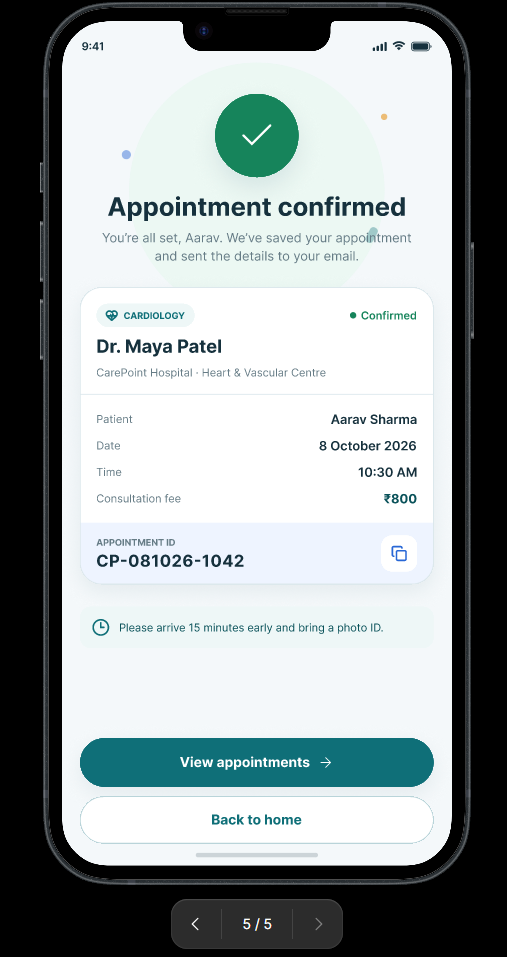 9:41
Appointment confirmed
You’re all set, Aarav. We’ve saved your appointment
and sent the details to your email.
CARDIOLOGY
Confirmed
Dr. Maya Patel
CarePoint Hospital · Heart & Vascular Centre
Patient Aarav Sharma
Date 8 October 2026
Time 10:30 AM
Consultation fee ₹800
APPOINTMENT ID
CP-081026-1042
Please arrive 15 minutes early and bring a photo ID.
View appointments →
Back to home
5 / 5